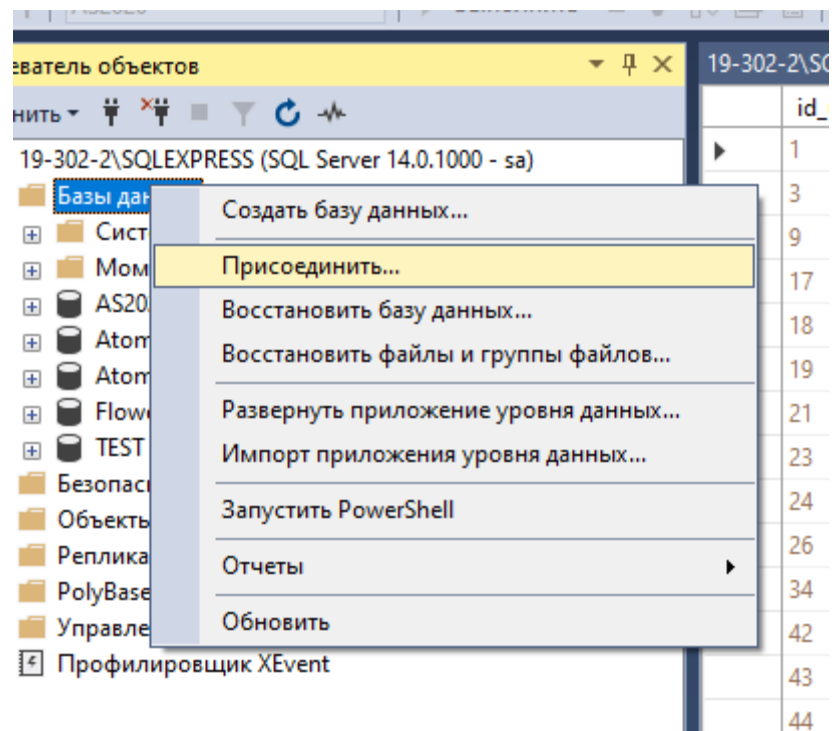 еватель объектов
нить
19-302-2\SQLEXPRESS (SQL Server 14.0.1000 - sa)
Базы дан
Сист
Мом
AS20
Atom
Atom
Flow
TEST
Безопас
Объекты
Реплика
PolyBase
Управле
Профилировщик XEvent
Создать базу данных...
Присоединить...
Восстановить базу данных...
Восстановить файлы и группы файлов...
Развернуть приложение уровня данных...
Импорт приложения уровня данных...
Запустить PowerShell
Отчеты
Обновить
19-302-2\SQ
id_
1
3
9
17
18
19
21
23
24
26
34
42
43
44